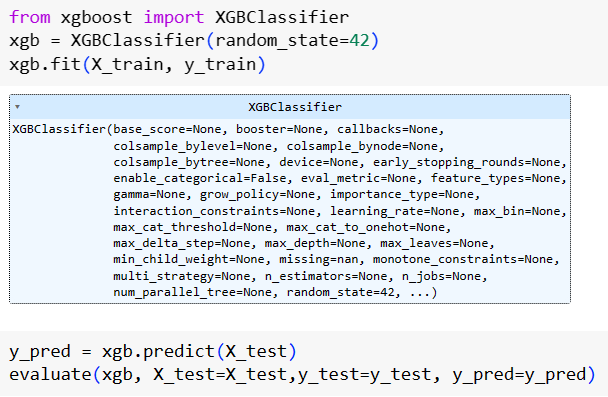 from xgboost import XGBClassifier
xgb = XGBClassifier(random_state=42)
xgb.fit(X_train, y_train)
XGBClassifier
XGBClassifier(base_score=None, booster=None, callbacks=None,
colsample_bylevel=None, colsample_bynode=None,
colsample_bytree=None, device=None, early_stopping_rounds=None,
enable_categorical=False, eval_metric=None, feature_types=None,
gamma=None, grow_policy=None, importance_type=None,
interaction_constraints=None, learning_rate=None, max_bin=None,
max_cat_threshold=None, max_cat_to_onehot=None,
max_delta_step=None, max_depth=None, max_leaves=None,
min_child_weight=None, missing=nan, monotone_constraints=None,
multi_strategy=None, n_estimators=None, n_jobs=None,
num_parallel_tree=None, random_state=42, ...)
y_pred = xgb.predict(X_test)
evaluate(xgb, X_test=X_test,y_test=y_test, y_pred=y_pred)